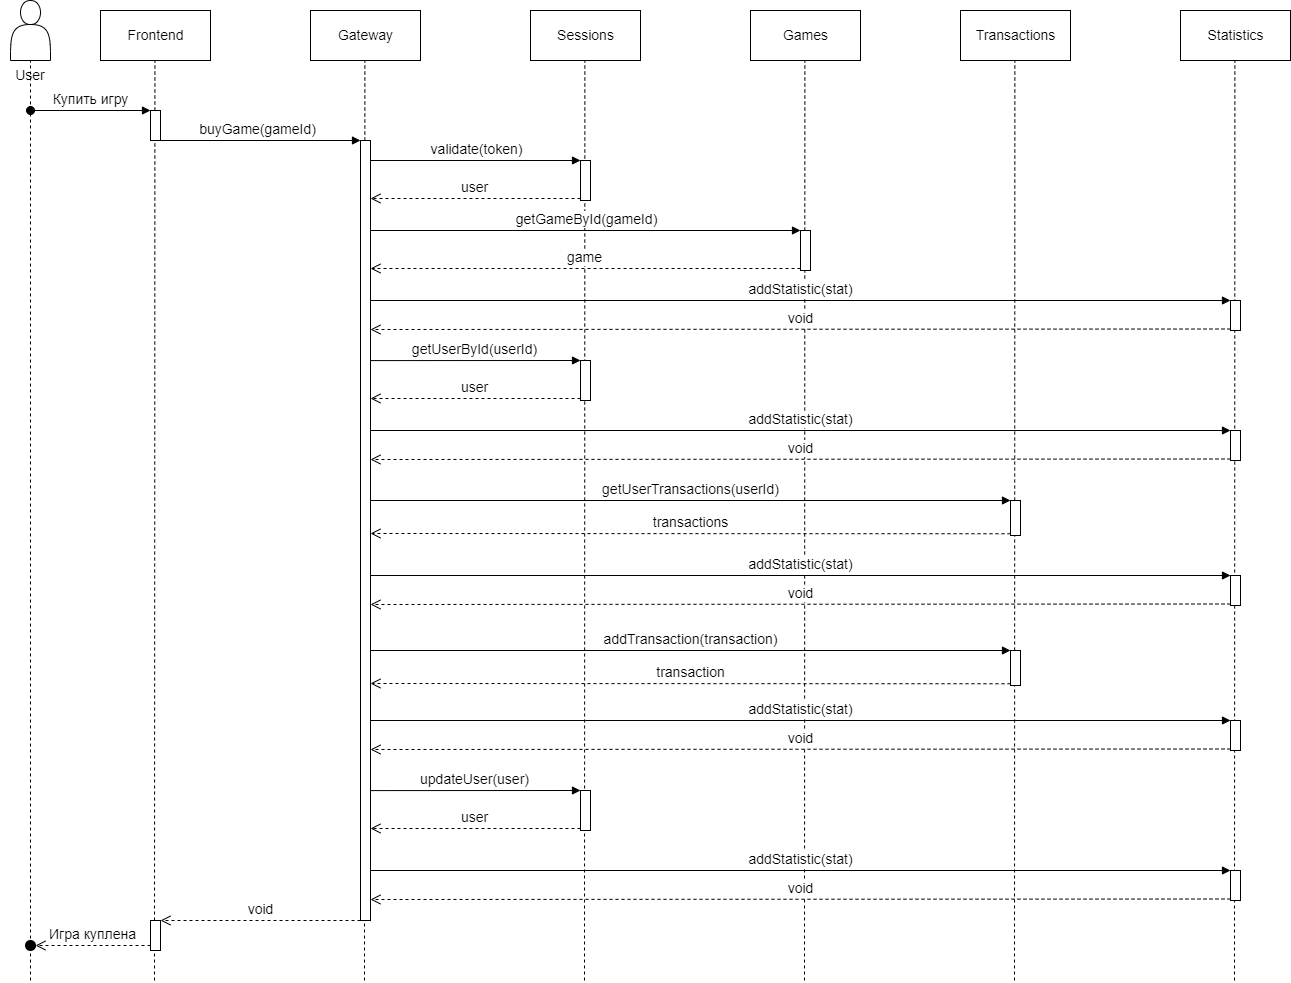 User
Frontend
Gateway
Sessions
Games
Transactions
Statistics
Купить игру
buyGame(gameId)
validate(token)
user
getGameById(gameId)
game
addStatistic(stat)
void
getUserById(userId)
user
addStatistic(stat)
void
getUserTransactions(userId)
transactions
addStatistic(stat)
void
addTransaction(transaction)
transaction
addStatistic(stat)
void
updateUser(user)
user
addStatistic(stat)
void
void
Игра куплена